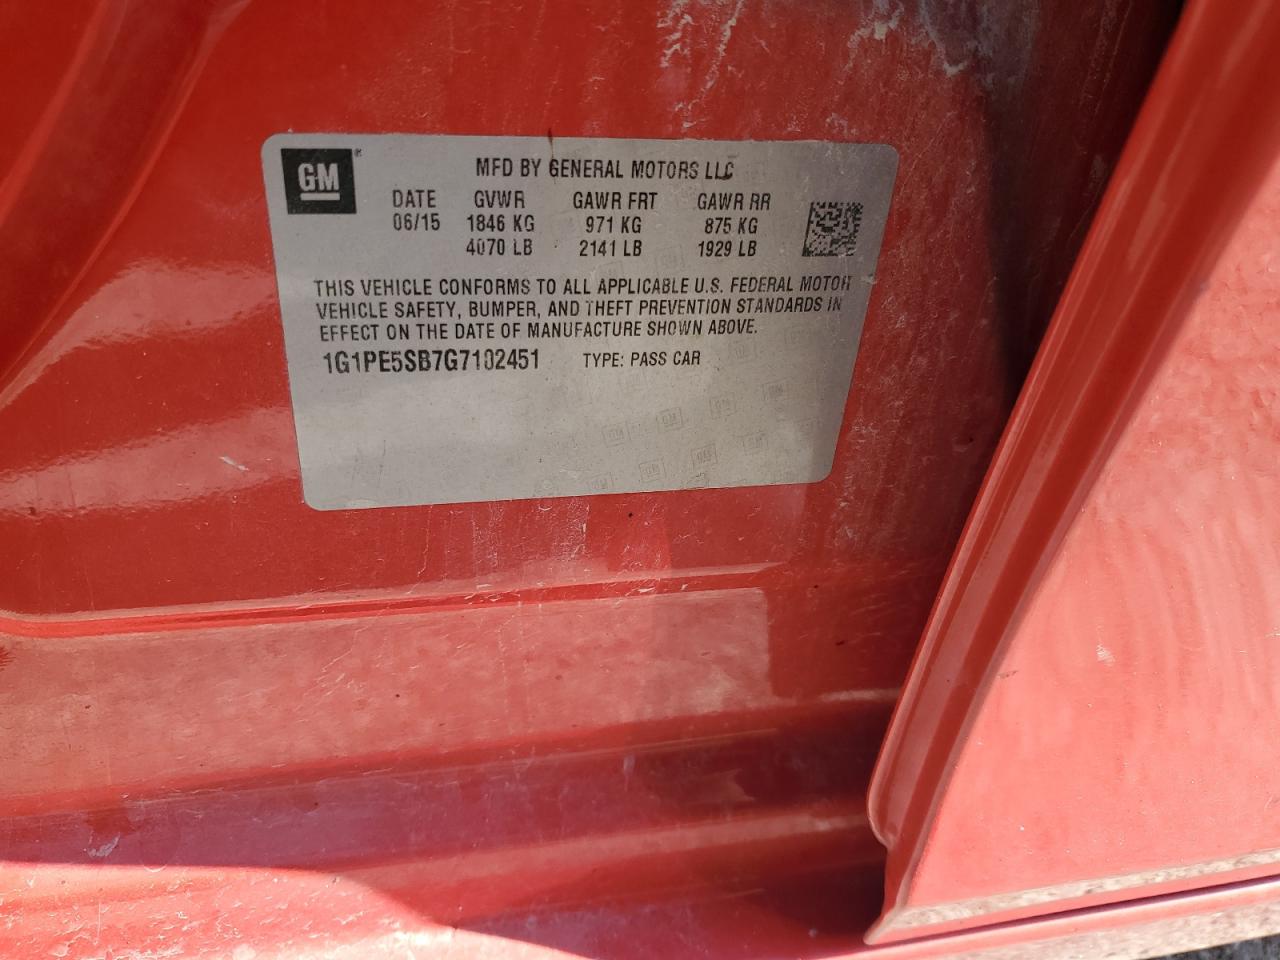 GM®
MFD BY GENERAL MOTORS LLC
DATE GVWR GAWR FRT GAWR RR
06/15 1846 KG 971 KG 875 KG
4070 LB 2141 LB 1929 LB
THIS VEHICLE CONFORMS TO ALL APPLICABLE U.S. FEDERAL MOTOR
VEHICLE SAFETY, BUMPER, AND THEFT PREVENTION STANDARDS IN
EFFECT ON THE DATE OF MANUFACTURE SHOWN ABOVE.
1G1PE5SB7G7102451 TYPE: PASS CAR